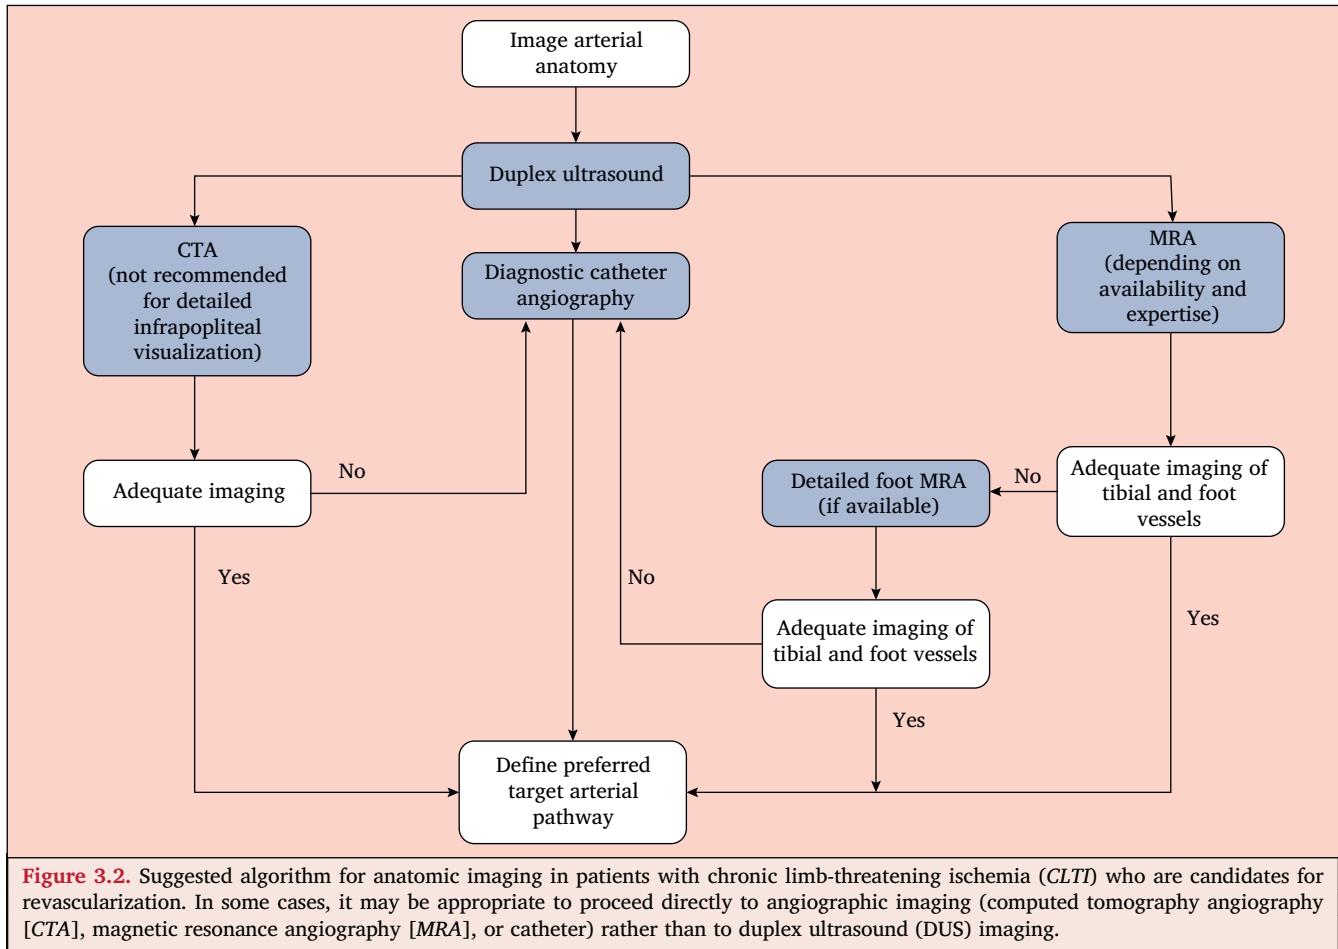 Image arterial
anatomy
Duplex ultrasound
CTA
(not recommended
for detailed
infrapopliteal
visualization)
Diagnostic catheter
angiography
MRA
(depending on
availability and
expertise)
Adequate imaging
No
Yes
Detailed foot MRA
(if available)
No
Adequate imaging of
tibial and foot
vessels
No
Adequate imaging of
tibial and foot vessels
Yes
Yes
Define preferred
target arterial
pathway
Figure 3.2. Suggested algorithm for anatomic imaging in patients with chronic limb-threatening ischemia (CLTI) who are candidates for
revascularization. In some cases, it may be appropriate to proceed directly to angiographic imaging (computed tomography angiography
[CTA], magnetic resonance angiography [MRA], or catheter) rather than to duplex ultrasound (DUS) imaging.